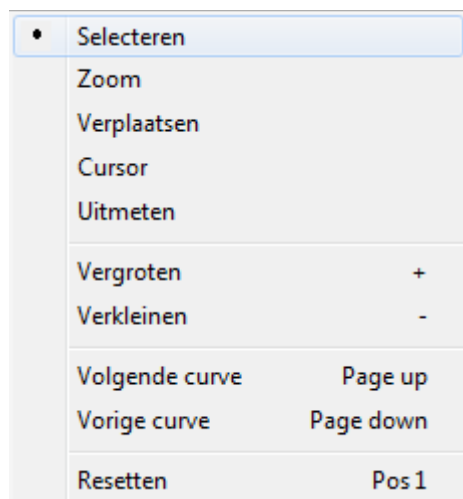 Selecteren
Zoom
Verplaatsen
Cursor
Uitmeten
Vergroten +
Verkleinen -
Volgende curve Page up
Vorige curve Page down
Resetten Pos 1